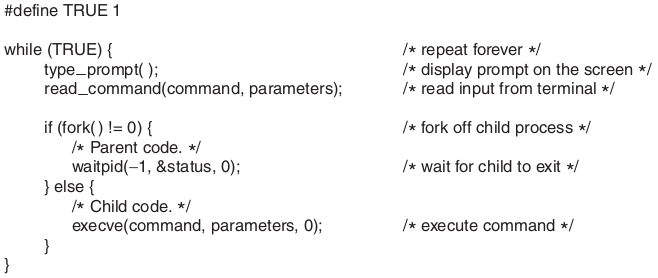 #define TRUE 1
while (TRUE) { /* repeat forever */
type_prompt( ); /* display prompt on the screen */
read_command(command, parameters); /* read input from terminal */
if (fork( ) != 0) { /* fork off child process */
/* Parent code. */
waitpid(−1, &status, 0); /* wait for child to exit */
} else {
/* Child code. */
execve(command, parameters, 0); /* execute command */
}
}